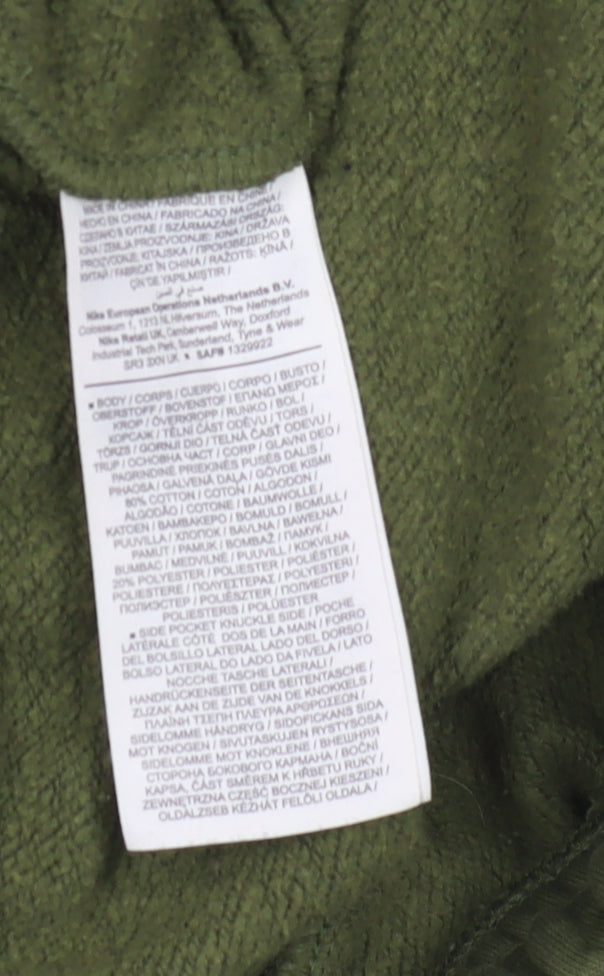 MADE IN CHINA / FABRIQUÉ EN CHINE /
HECHO EN CHINA / FABRICADO NA CHINA /
СДЕЛАНО В КИТАЕ / SZÁRMAZÁSI ORSZÁG:
KINA / ZEMLJA PROIZVODNJE: KINA / DRŽAVA
PROIZVODNJE: KITAJSKA / ПРОИЗВЕДЕНО В
КИТАЙ / FABRICAT ÎN CHINA / RAŽOTS: ĶĪNĀ /
ÇİN'DE YAPILMIŞTIR /
صنع في الصين
Nike European Operations Netherlands B.V.
Colosseum 1, 1213 NL Hilversum, The Netherlands
Nike Retail UK, Camberwell Way, Doxford
Industrial Tech Park, Sunderland, Tyne & Wear
SR3 3XN UK ▪ SAP# 1329922
▪ BODY / CORPS / CUERPO / CORPO / BUSTO /
OBERSTOFF / BOVENSTOF / ΕΠΑΝΩ ΜΕΡΟΣ /
KROP / ÖVERKROPP / RUNKO / BOL /
КОРСАЖ / TĚLNÍ ČÁST ODĚVU / TORS /
TÖRZS / GORNJI DIO / TELNÁ ČASŤ ODEVU /
TRUP / ОСНОВНА ЧАСТ / CORP / GLAVNI DEO /
PAGRINDINĖ PRIEKINĖS PUSĖS DALIS /
PIHAOSA / GALVENĀ DAĻA / GÖVDE KISMI
80% COTTON / COTON / ALGODON /
ALGODÃO / COTONE / BAUMWOLLE /
KATOEN / ΒΑΜΒΑΚΕΡΟ / BOMULD / BOMULL /
PUUVILLA / ХЛОПОК / BAVLNA / BAWEŁNA /
PAMUT / PAMUK / BOMBAŽ / ПАМУК /
BUMBAC / MEDVILNĖ / PUUVILL / KOKVILNA
20% POLYESTER / POLIESTER / POLIÉSTER /
POLIESTERE / ΠΟΛΥΕΣΤΕΡΑΣ / POLYESTERI /
ПОЛИЭСТЕР / POLIÉSZTER / ПОЛИЕСТЕР /
POLIESTERIS / POLÜESTER
▪ SIDE POCKET KNUCKLE SIDE / POCHE
LATÉRALE CÔTÉ DOS DE LA MAIN / FORRO
DEL BOLSILLO LATERAL LADO DEL DORSO /
BOLSO LATERAL DO LADO DA FIVELA / LATO
NOCCHE TASCHE LATERALI /
HANDRÜCKENSEITE DER SEITENTASCHE /
ZIJZAK AAN DE ZIJDE VAN DE KNOKKELS /
ΠΛΑΪΝΗ ΤΣΕΠΗ ΠΛΕΥΡΑ ΑΡΘΡΩΣΕΩΝ /
SIDELOMME HÅNDRYG / SIDOFICKANS SIDA
MOT KNOGEN / SIVUTASKUJEN RYSTYSOSA /
SIDELOMME MOT KNOKLENE / ВНЕШНЯЯ
СТОРОНА БОКОВОГО КАРМАНА / BOČNÍ
KAPSA, ČÁST SMĚREM K HŘBETU RUKY /
ZEWNĘTRZNA CZĘŚĆ BOCZNEJ KIESZENI /
OLDALZSEB KÉZHÁT FELŐLI OLDALA /